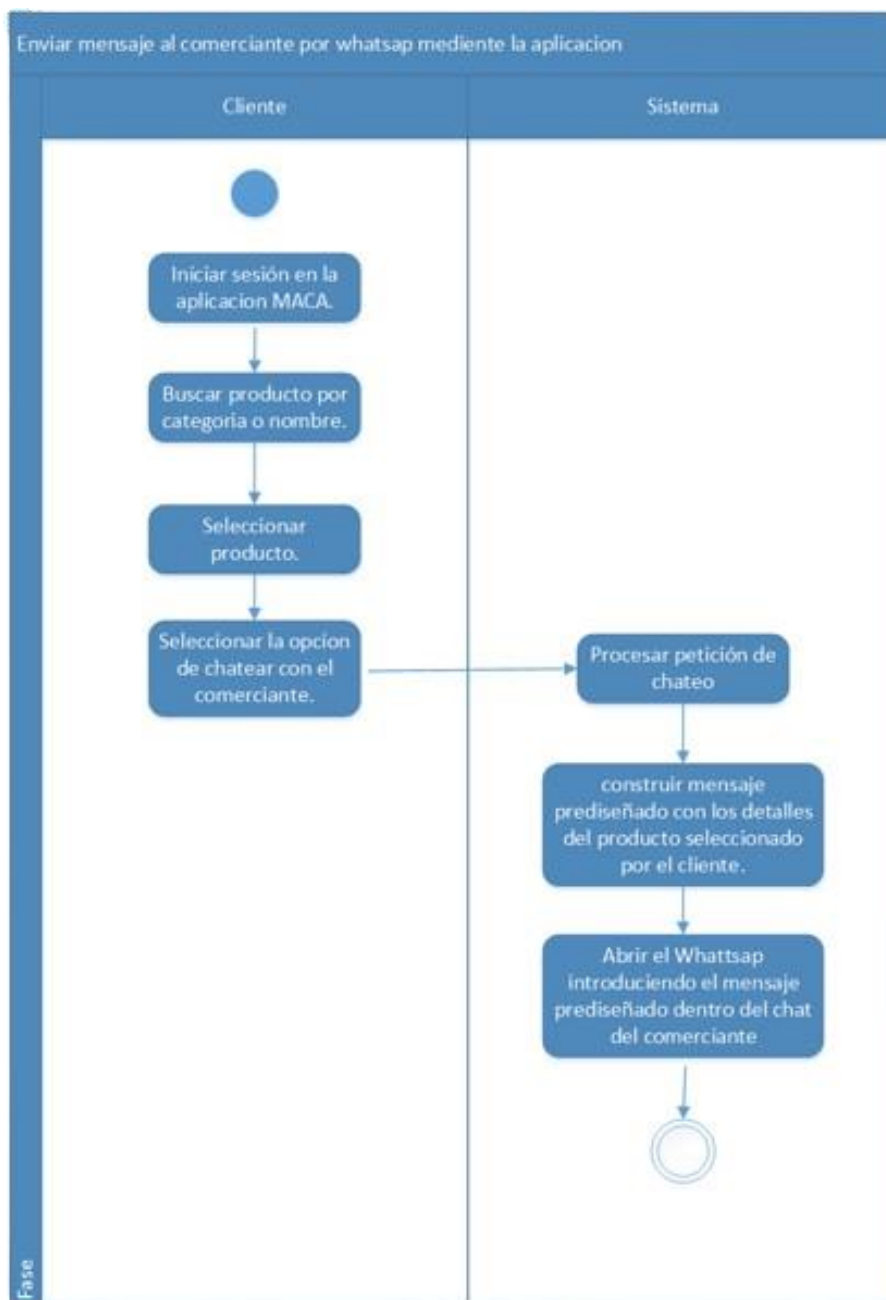 Enviar mensaje al comerciante por whatsap mediente la aplicacion
Cliente
Sistema
Iniciar sesión en la
aplicacion MACA.
Buscar producto por
categoria o nombre.
Seleccionar
producto.
Seleccionar la opcion
de chatear con el
comerciante.
Procesar petición de
chateo
construir mensaje
prediseñado con los detalles
del producto seleccionado
por el cliente.
Abrir el Whattsap
introduciendo el mensaje
prediseñado dentro del chat
del comerciante
Fase